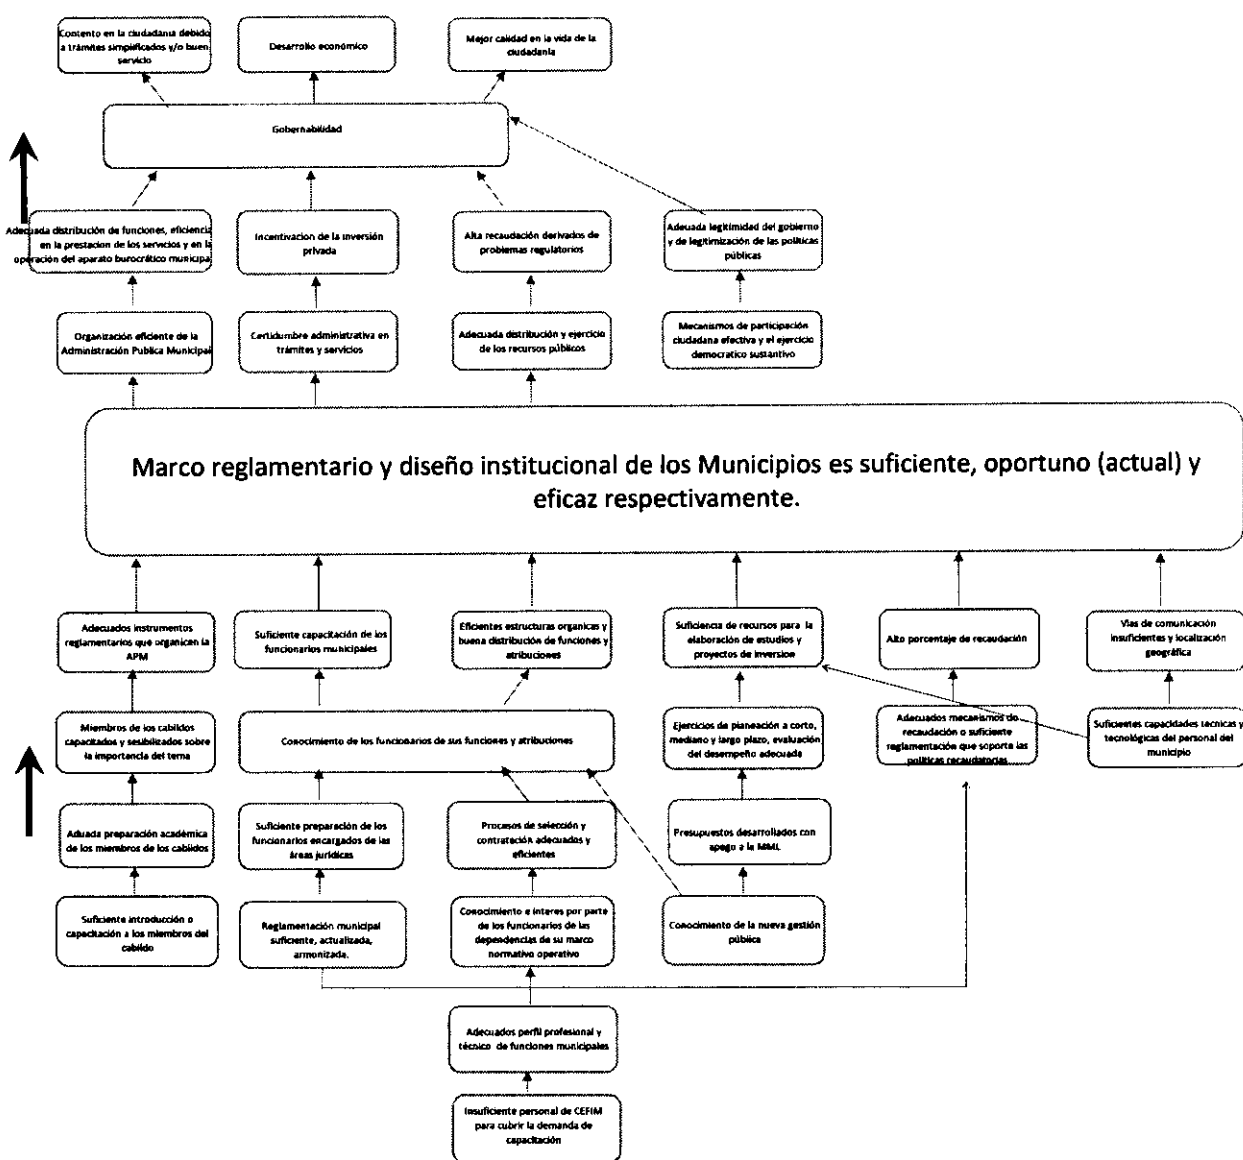 Contento en la ciudadania debido
a trámites simplificados y/o buen
servicio
Desarrollo económico
Mejor calidad en la vida de la
ciudadanía
Gobernabilidad
Adecuada distribución de funciones, eficiencia
en la prestacion de los servicios y en la
operación del aparato burocrático municipa
Incentivacion de la inversión
privada
Alta recaudación derivados de
problemas regulatorios
Adecuada legitimidad del gobierno
y de legitimización de las políticas
públicas
Organización eficiente de la
Administración Publica Municipal
Certidumbre administrativa en
trámites y servicios
Adecuada distribución y ejercicio
de los recursos públicos
Mecanismos de participación
ciudadana efectiva y el ejercicio
democratico sustantivo
Marco reglamentario y diseño institucional de los Municipios es suficiente, oportuno (actual) y
eficaz respectivamente.
Adecuados instrumentos
reglamentarios que organicen la
APM
Suficiente capacitación de los
funcionarios municipales
Eficientes estructuras organicas y
buena distribución de funciones y
atribuciones
Suficiencia de recursos para la
elaboración de estudios y
proyectos de inversion
Alto porcentaje de recaudación
Vias de comunicación
insuficientes y localización
geográfica
Miembros de los cabildos
capacitados y sesibilizados sobre
la importancia del tema
Conocimiento de los funcionarios de sus funciones y atribuciones
Ejercicios de planeación a corto,
mediano y largo plazo, evaluación
del desempeño adecuada
Adecuados mecanismos de
recaudación o suficiente
reglamentación que soporta las
políticas recaudatorias
Suficientes capacidades tecnicas y
tecnológicas del personal del
municipio
Aduada preparación académica
de los miembros de los cabildos
Suficiente preparación de los
funcionarios encargados de las
áreas jurídicas
Procesos de selección y
contratación adecuados y
eficientes
Presupuestos desarrollados con
apego a la MML
Suficiente introducción o
capacitación a los miembros del
cabildo
Reglamentación municipal
suficiente, actualizada,
armonizada.
Conocimiento e interes por parte
de los funcionarios de las
dependencias de su marco
normativo operativo
Conocimiento de la nueva gestión
pública
Adecuados perfil profesional y
técnico de funciones municipales
Insuficiente personal de CEFIM
para cubrir la demanda de
capacitación